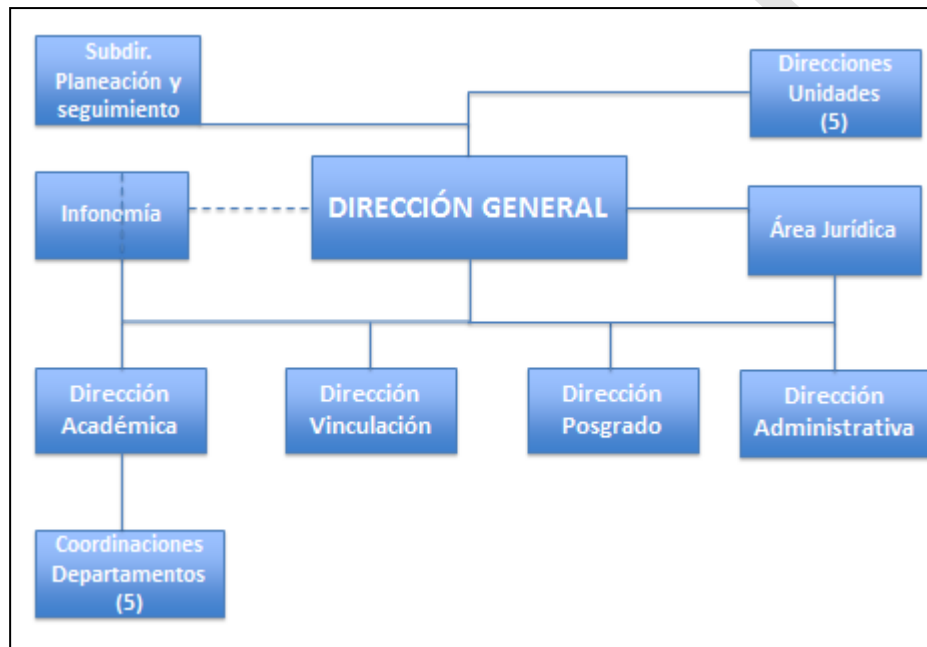 Subdir.
Planeación y
seguimiento
Direcciones
Unidades
(5)
Infonomía
DIRECCIÓN GENERAL
Área Jurídica
Dirección
Académica
Dirección
Vinculación
Dirección
Posgrado
Dirección
Administrativa
Coordinaciones
Departamentos
(5)